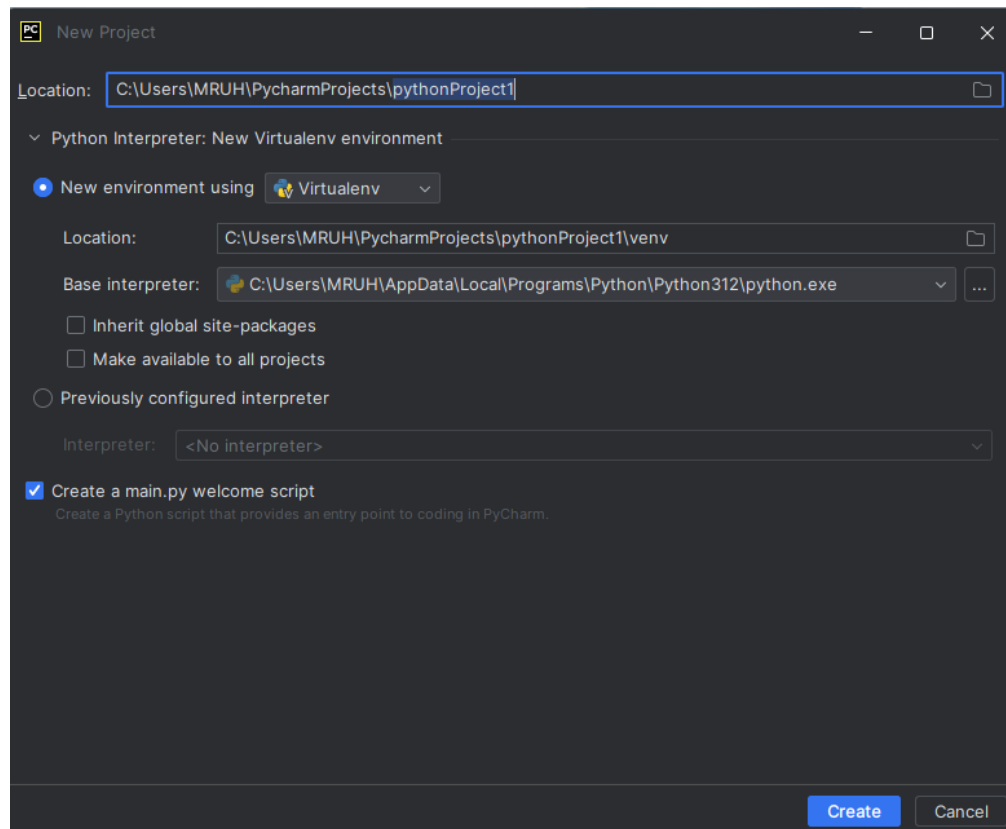 PC New Project
Location: C:\Users\MRUH\PycharmProjects\pythonProject1
Python Interpreter: New Virtualenv environment
New environment using Virtualenv
Location: C:\Users\MRUH\PycharmProjects\pythonProject1\venv
Base interpreter: C:\Users\MRUH\AppData\Local\Programs\Python\Python312\python.exe ...
Inherit global site-packages
Make available to all projects
Previously configured interpreter
Interpreter: <No interpreter>
Create a main.py welcome script
Create a Python script that provides an entry point to coding in PyCharm.
Create Cancel